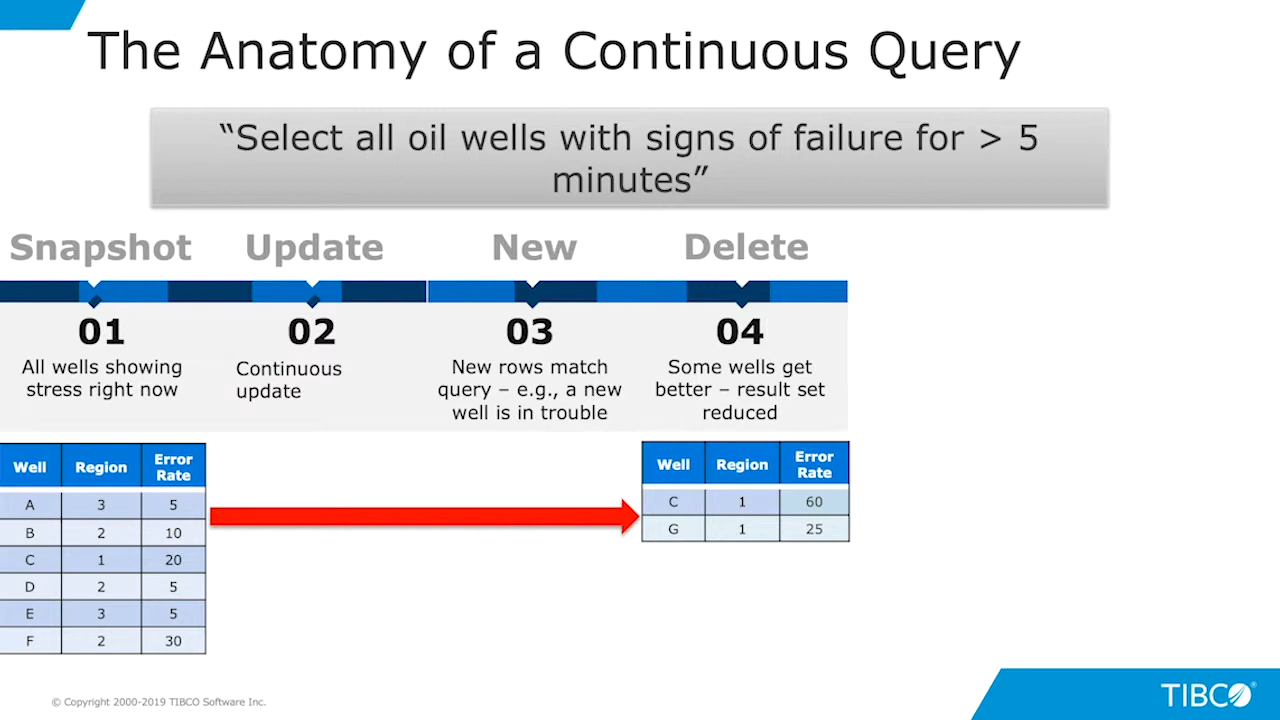 The Anatomy of a Continuous Query
“Select all oil wells with signs of failure for > 5
minutes”
Snapshot Update New Delete
01 02 03 04
All wells showing
stress right now
Continuous
update
New rows match
query – e.g., a new
well is in trouble
Some wells get
better – result set
reduced
Well Region Error Rate
A 3 5
B 2 10
C 1 20
D 2 5
E 3 5
F 2 30
Well Region Error Rate
C 1 60
G 1 25
© Copyright 2000-2019 TIBCO Software Inc.
TIBCO®